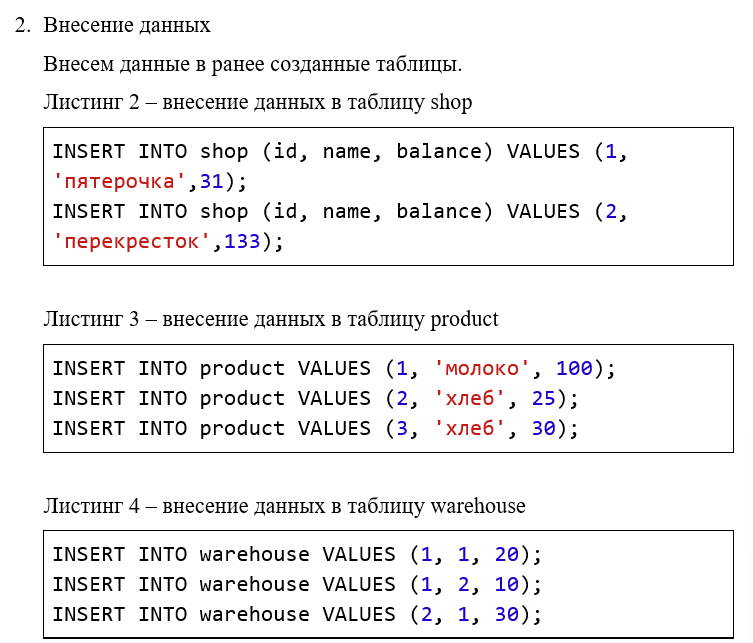 2. Внесение данных
Внесем данные в ранее созданные таблицы.
Листинг 2 – внесение данных в таблицу shop
INSERT INTO shop (id, name, balance) VALUES (1,
'пятерочка',31);
INSERT INTO shop (id, name, balance) VALUES (2,
'перекресток',133);
Листинг 3 – внесение данных в таблицу product
INSERT INTO product VALUES (1, 'молоко', 100);
INSERT INTO product VALUES (2, 'хлеб', 25);
INSERT INTO product VALUES (3, 'хлеб', 30);
Листинг 4 – внесение данных в таблицу warehouse
INSERT INTO warehouse VALUES (1, 1, 20);
INSERT INTO warehouse VALUES (1, 2, 10);
INSERT INTO warehouse VALUES (2, 1, 30);